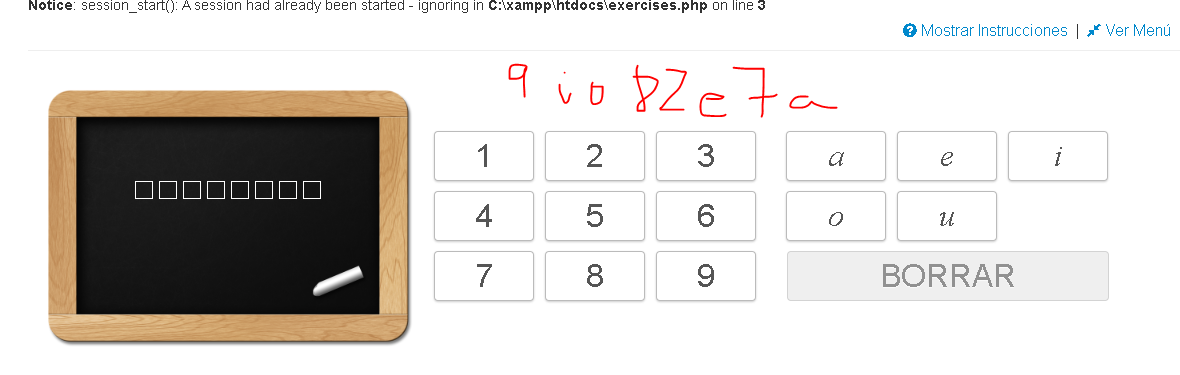 Notice: session_start(): A session had already been started - ignoring in C:\xampp\htdocs\exercises.php on line 3
Mostrar Instrucciones | Ver Menú
9 i o 8 2 e 7 a
1 2 3 a e i
4 5 6 o u
7 8 9 BORRAR